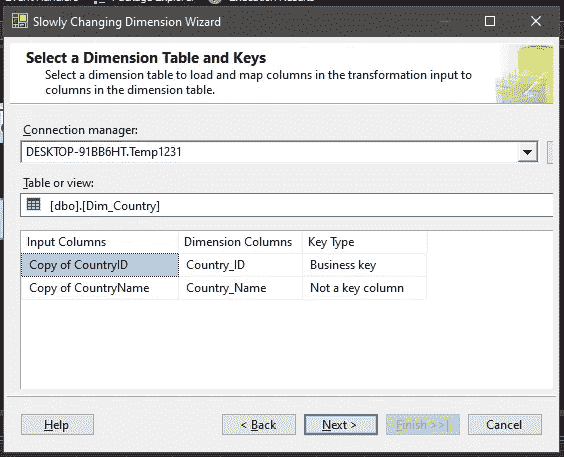 Slowly Changing Dimension Wizard
Select a Dimension Table and Keys
Select a dimension table to load and map columns in the transformation input to
columns in the dimension table.
Connection manager:
DESKTOP-91BB6HT.Temp1231
Table or view:
[dbo].[Dim_Country]
Input Columns Dimension Columns Key Type
Copy of CountryID Country_ID Business key
Copy of CountryName Country_Name Not a key column
Help < Back Next > Finish >>| Cancel